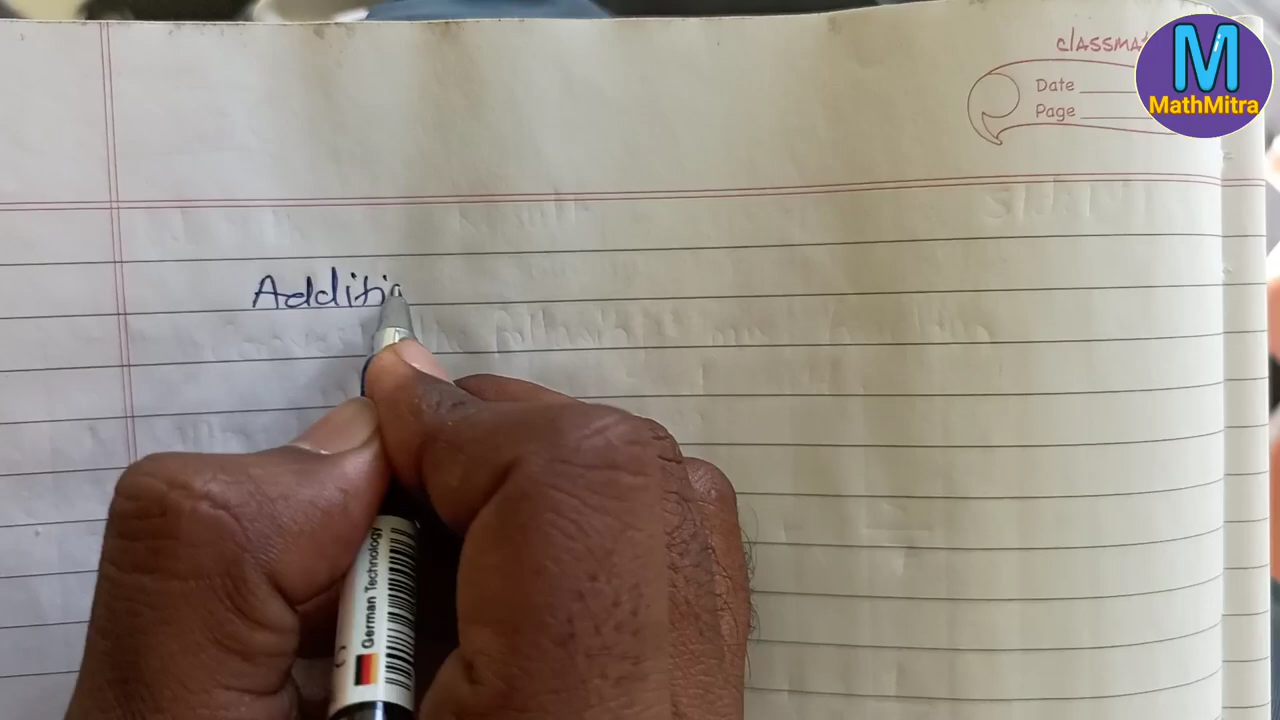 classma
Date
Page
M
MathMitra
Additi
German Technology